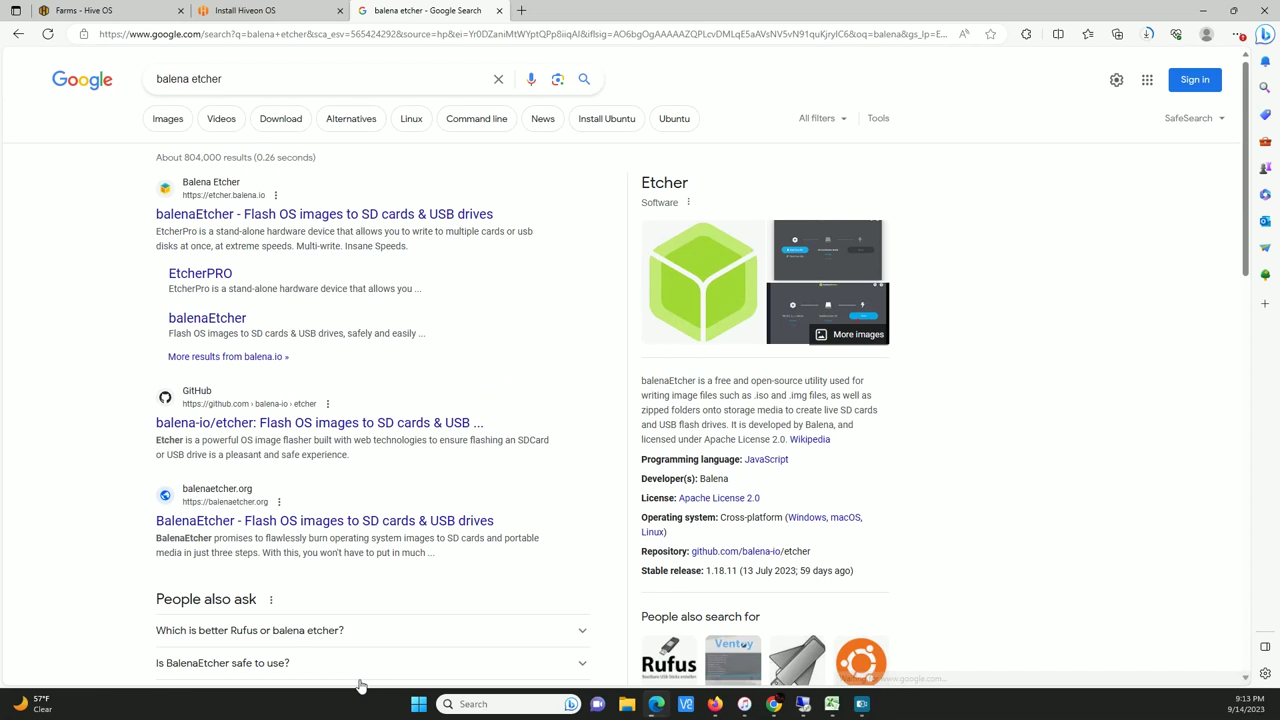 Farms - Hive OS
Install Hiveon OS
balena etcher - Google Search
https://www.google.com/search?q=balena+etcher&sca_esv=565424292&source=hp&ei=Yr0DZaniMtWYptQPp8iiqAI&iflsig=AO6bgOgAAAAAZQPLcvDMLqE5aAVsNV5vN91quKjrylC6&oq=balena&gs_lp=E...
Google
balena etcher
Sign in
Images
Videos
Download
Alternatives
Linux
Command line
News
Install Ubuntu
Ubuntu
All filters
Tools
SafeSearch
About 804,000 results (0.26 seconds)
Balena Etcher
https://etcher.balena.io
balenaEtcher - Flash OS images to SD cards & USB drives
EtcherPro is a stand-alone hardware device that allows you to write to multiple cards or usb
disks at once, at extreme speeds. Multi-write. Insane Speeds.
EtcherPRO
EtcherPro is a stand-alone hardware device that allows you ...
balenaEtcher
Flash OS images to SD cards & USB drives, safely and easily ...
More results from balena.io »
GitHub
https://github.com › balena-io › etcher
balena-io/etcher: Flash OS images to SD cards & USB ...
Etcher is a powerful OS image flasher built with web technologies to ensure flashing an SDCard
or USB drive is a pleasant and safe experience.
balenaetcher.org
https://balenaetcher.org
BalenaEtcher - Flash OS images to SD cards & USB drives
BalenaEtcher promises to flawlessly burn operating system images to SD cards and portable
media in just three steps. With this, you won't have to put in much ...
People also ask
Which is better Rufus or balena etcher?
Is BalenaEtcher safe to use?
Etcher
Software
More images
balenaEtcher is a free and open-source utility used for
writing image files such as .iso and .img files, as well as
zipped folders onto storage media to create live SD cards
and USB flash drives. It is developed by Balena, and
licensed under Apache License 2.0. Wikipedia
Programming language: JavaScript
Developer(s): Balena
License: Apache License 2.0
Operating system: Cross-platform (Windows, macOS,
Linux)
Repository: github.com/balena-io/etcher
Stable release: 1.18.11 (13 July 2023; 59 days ago)
People also search for
Rufus
Ventoy
Waiting for www.google.com...
57°F
Clear
Search
9:13 PM
9/14/2023